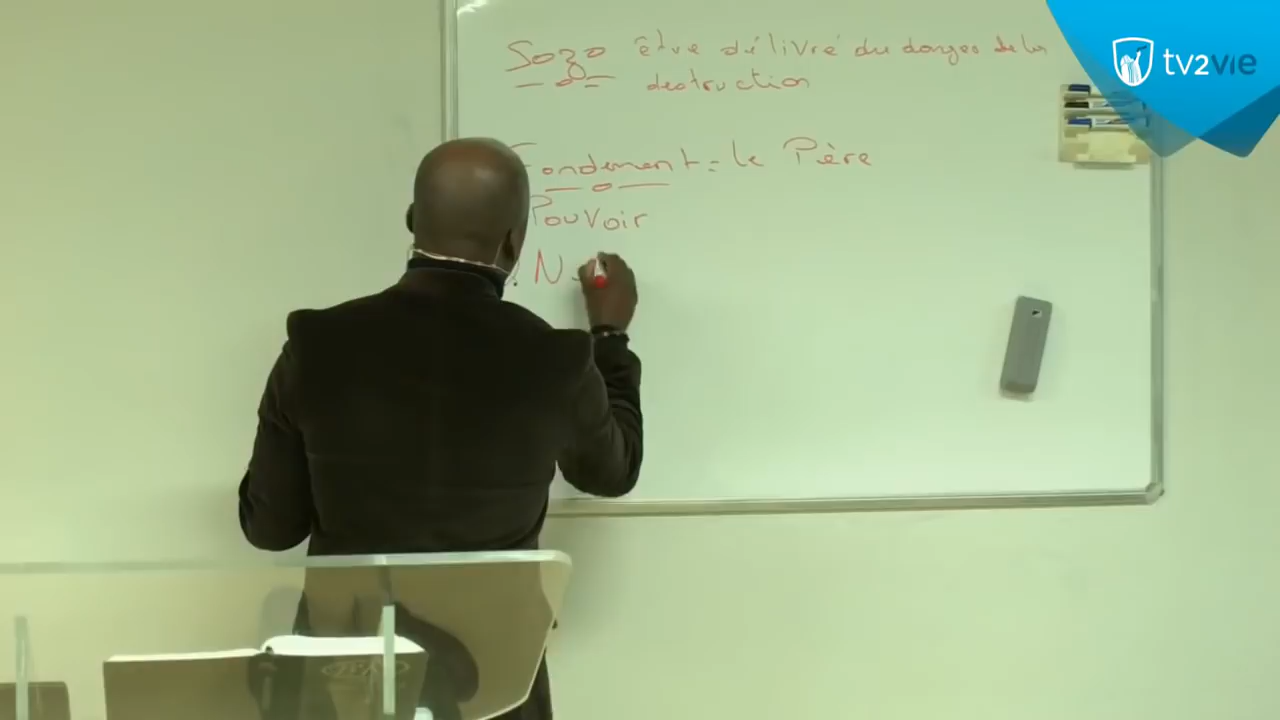 Sozo être délivré du danger de la
destruction
Fondement = le Père
Pouvoir
N
tv2vie